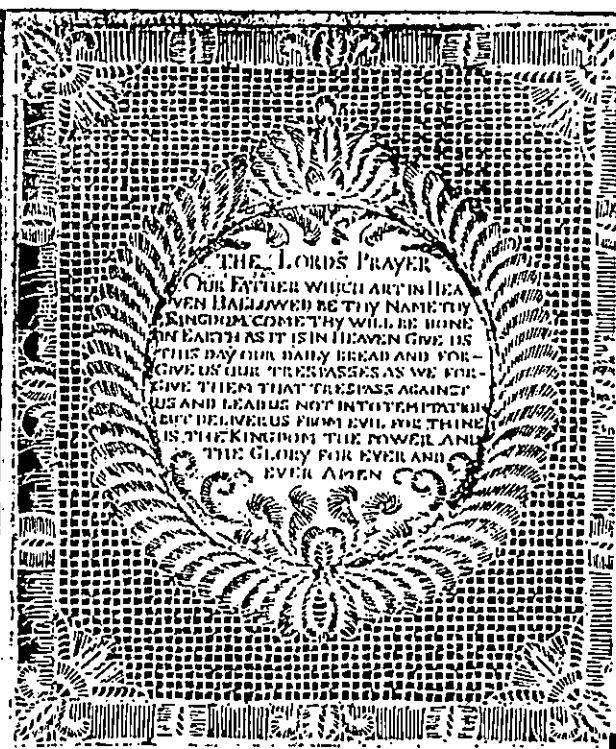 THE LORD'S PRAYER
OUR FATHER WHICH ART IN HEA
VEN HALLOWED BE THY NAME THY
KINGDOM COME THY WILL BE DONE
IN EARTH AS IT IS IN HEAVEN GIVE US
THIS DAY OUR DAILY BREAD AND FOR–
GIVE US OUR TRESPASSES AS WE FOR–
GIVE THEM THAT TRESPASS AGAINST
US AND LEAD US NOT INTO TEMPTATION
BUT DELIVER US FROM EVIL FOR THINE
IS THE KINGDOM THE POWER AND
THE GLORY FOR EVER AND
EVER AMEN